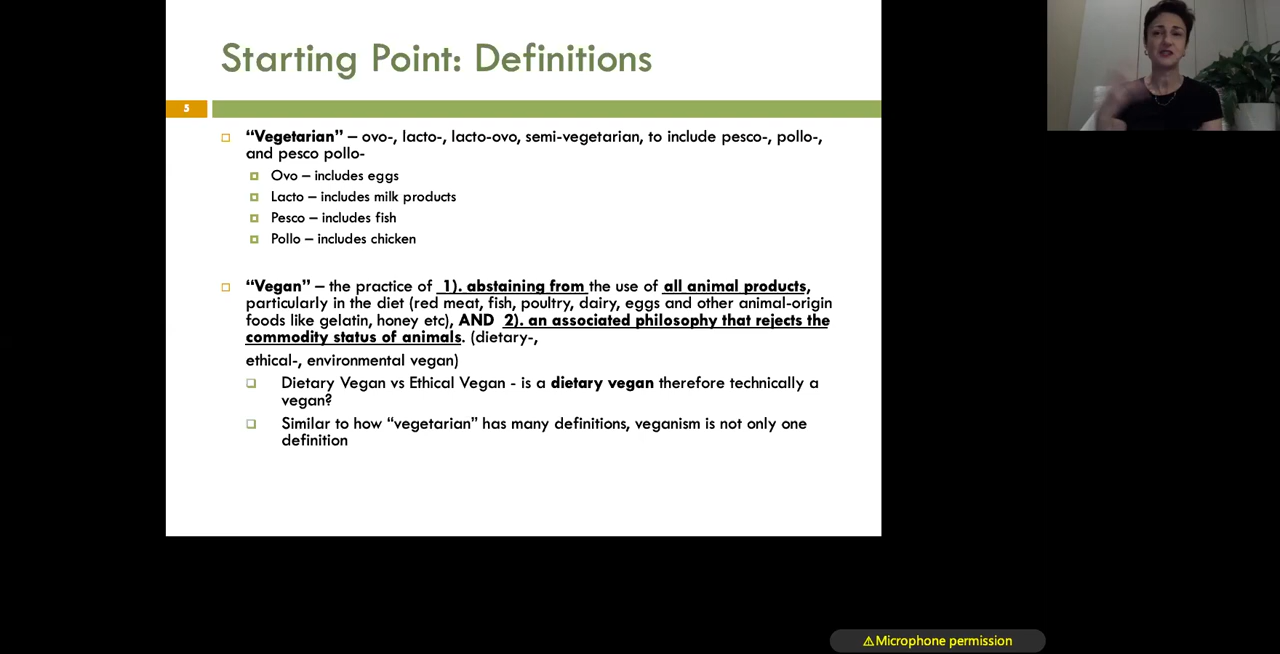 Starting Point: Definitions
5
“Vegetarian” – ovo-, lacto-, lacto-ovo, semi-vegetarian, to include pesco-, pollo-,
and pesco pollo-
Ovo – includes eggs
Lacto – includes milk products
Pesco – includes fish
Pollo – includes chicken
“Vegan” – the practice of 1). abstaining from the use of all animal products,
particularly in the diet (red meat, fish, poultry, dairy, eggs and other animal-origin
foods like gelatin, honey etc), AND 2). an associated philosophy that rejects the
commodity status of animals. (dietary-,
ethical-, environmental vegan)
Dietary Vegan vs Ethical Vegan - is a dietary vegan therefore technically a
vegan?
Similar to how “vegetarian” has many definitions, veganism is not only one
definition
⚠Microphone permission